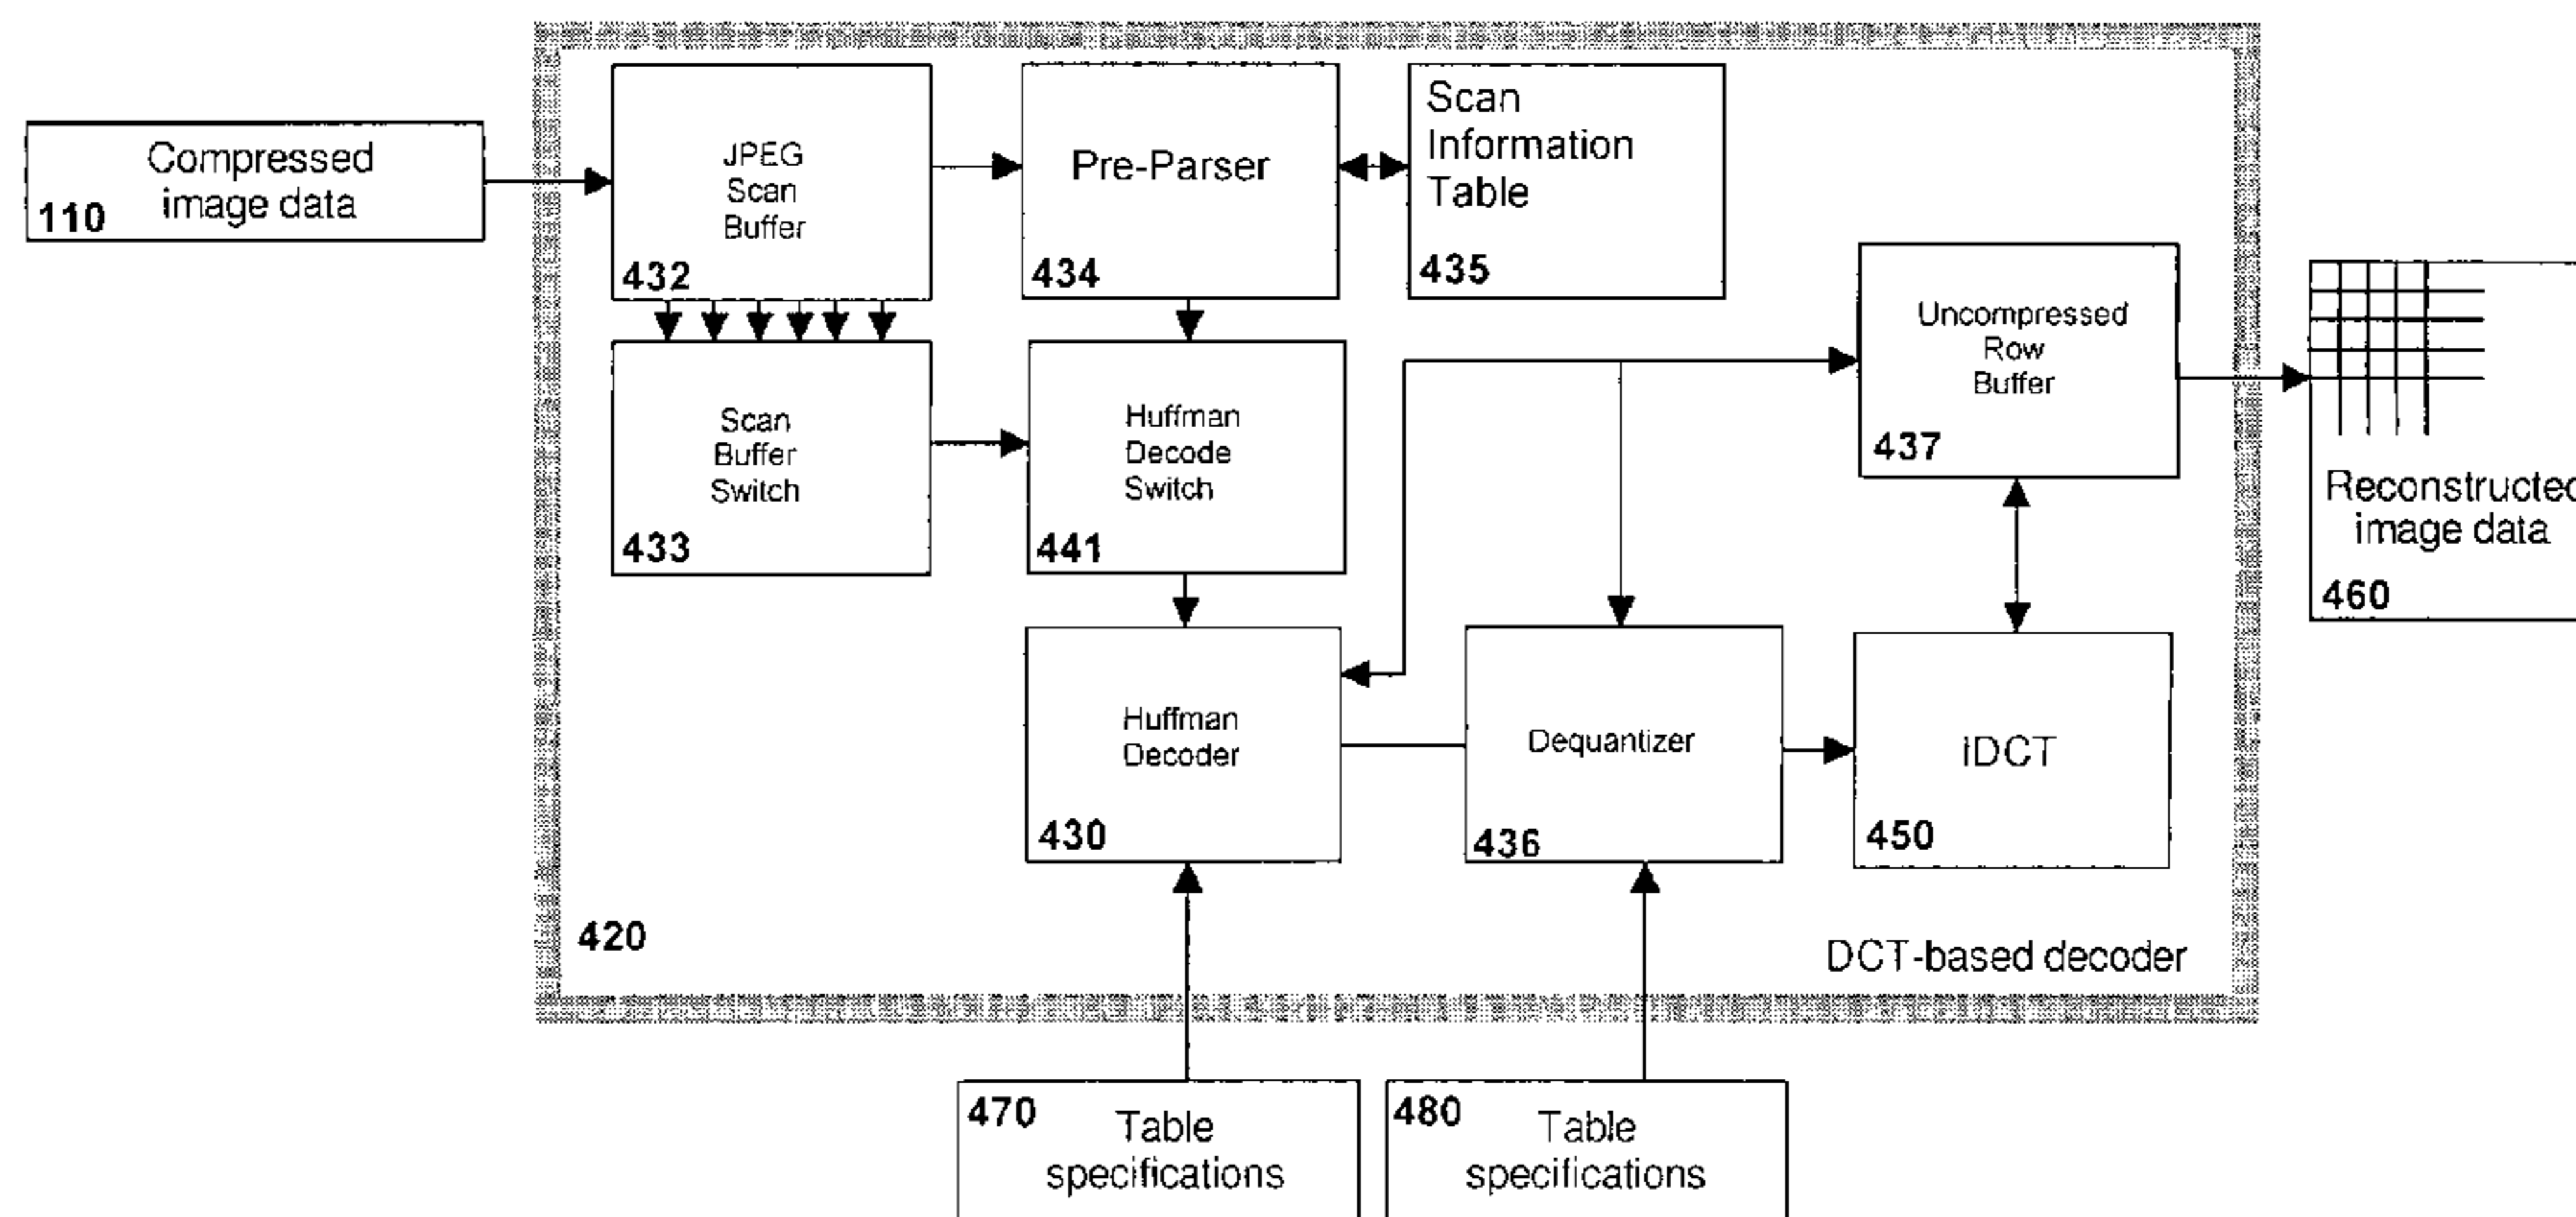 Compressed
image data
110
JPEG
Scan
Buffer
432
Pre-Parser
434
Scan
Information
Table
435
Scan
Buffer
Switch
433
Huffman
Decode
Switch
441
Uncompressed
Row
Buffer
437
Reconstructed
image data
460
Huffman
Decoder
430
Dequantizer
436
iDCT
450
420
DCT-based decoder
470
Table
specifications
480
Table
specifications